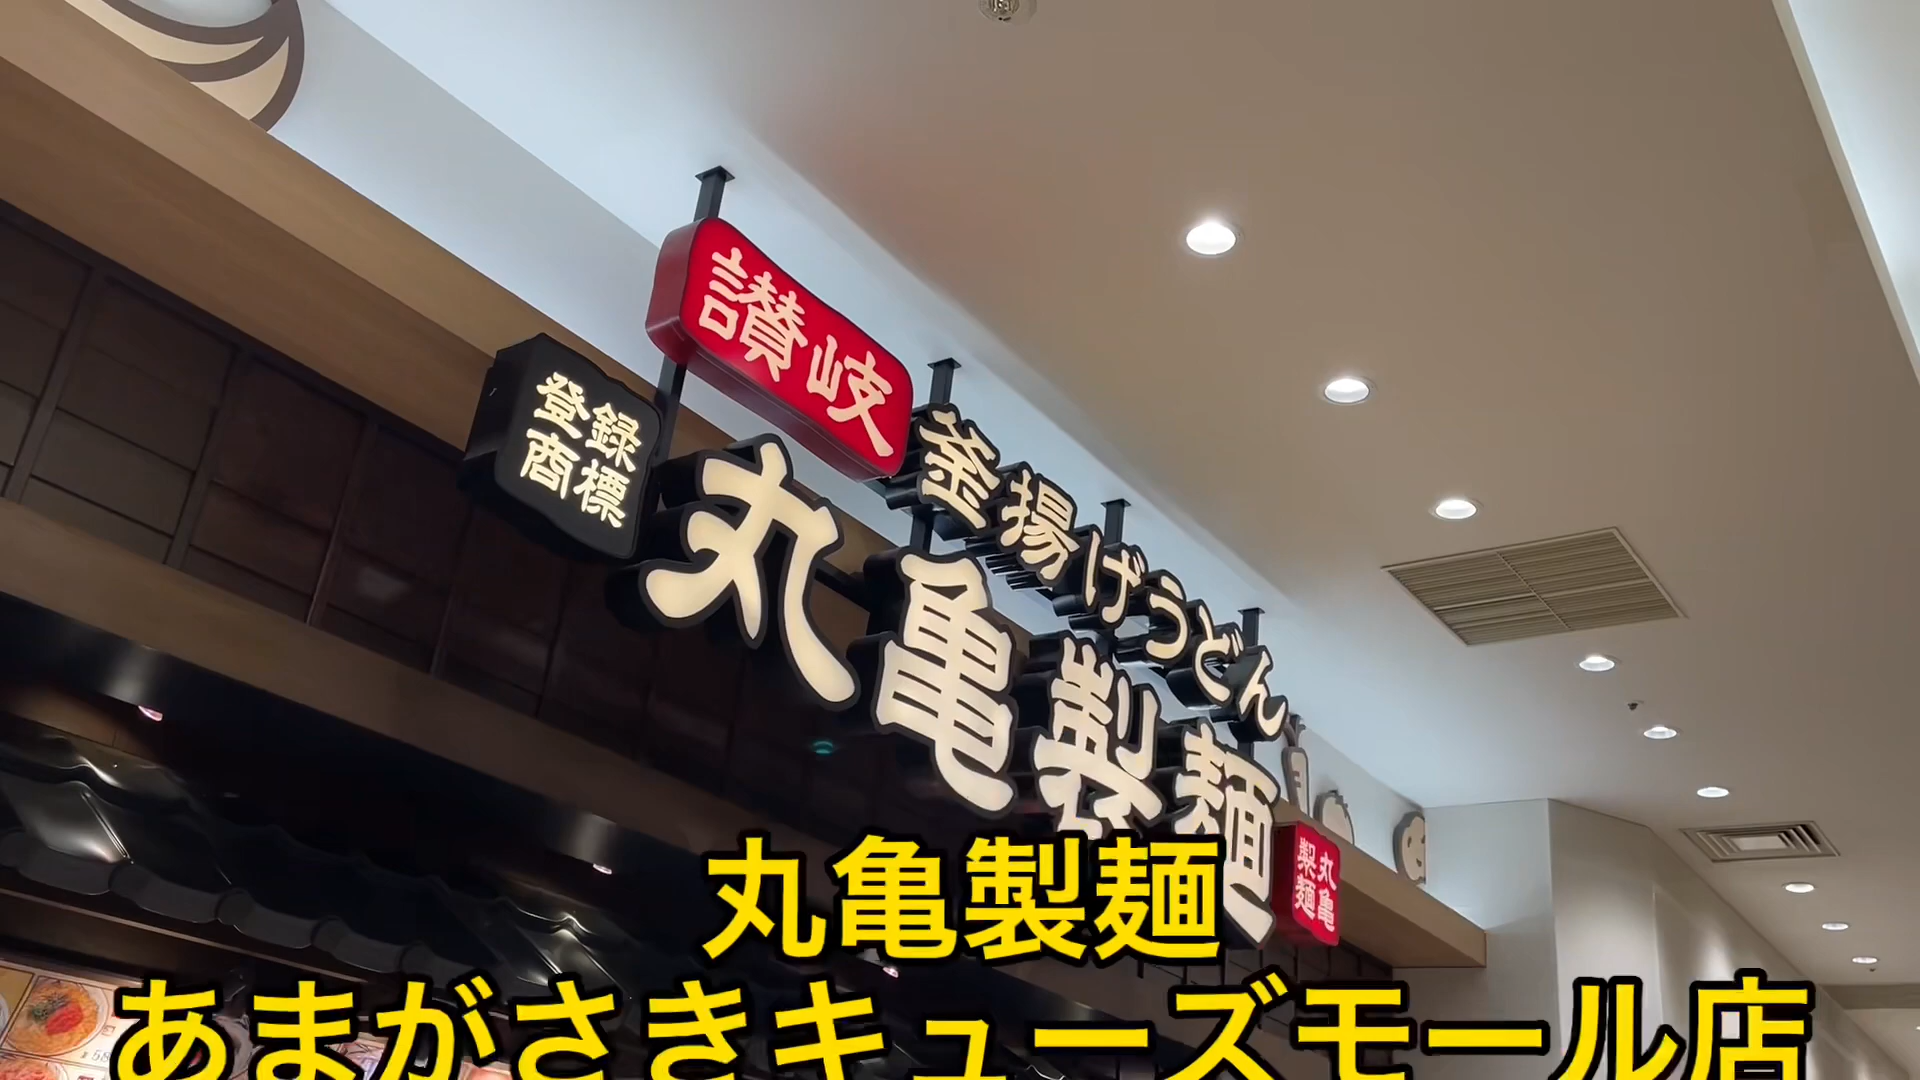 讃岐
釜揚げうどん
登録
商標
丸亀製麺
丸亀
製麺
丸亀製麺
あまがさきキューズモール店